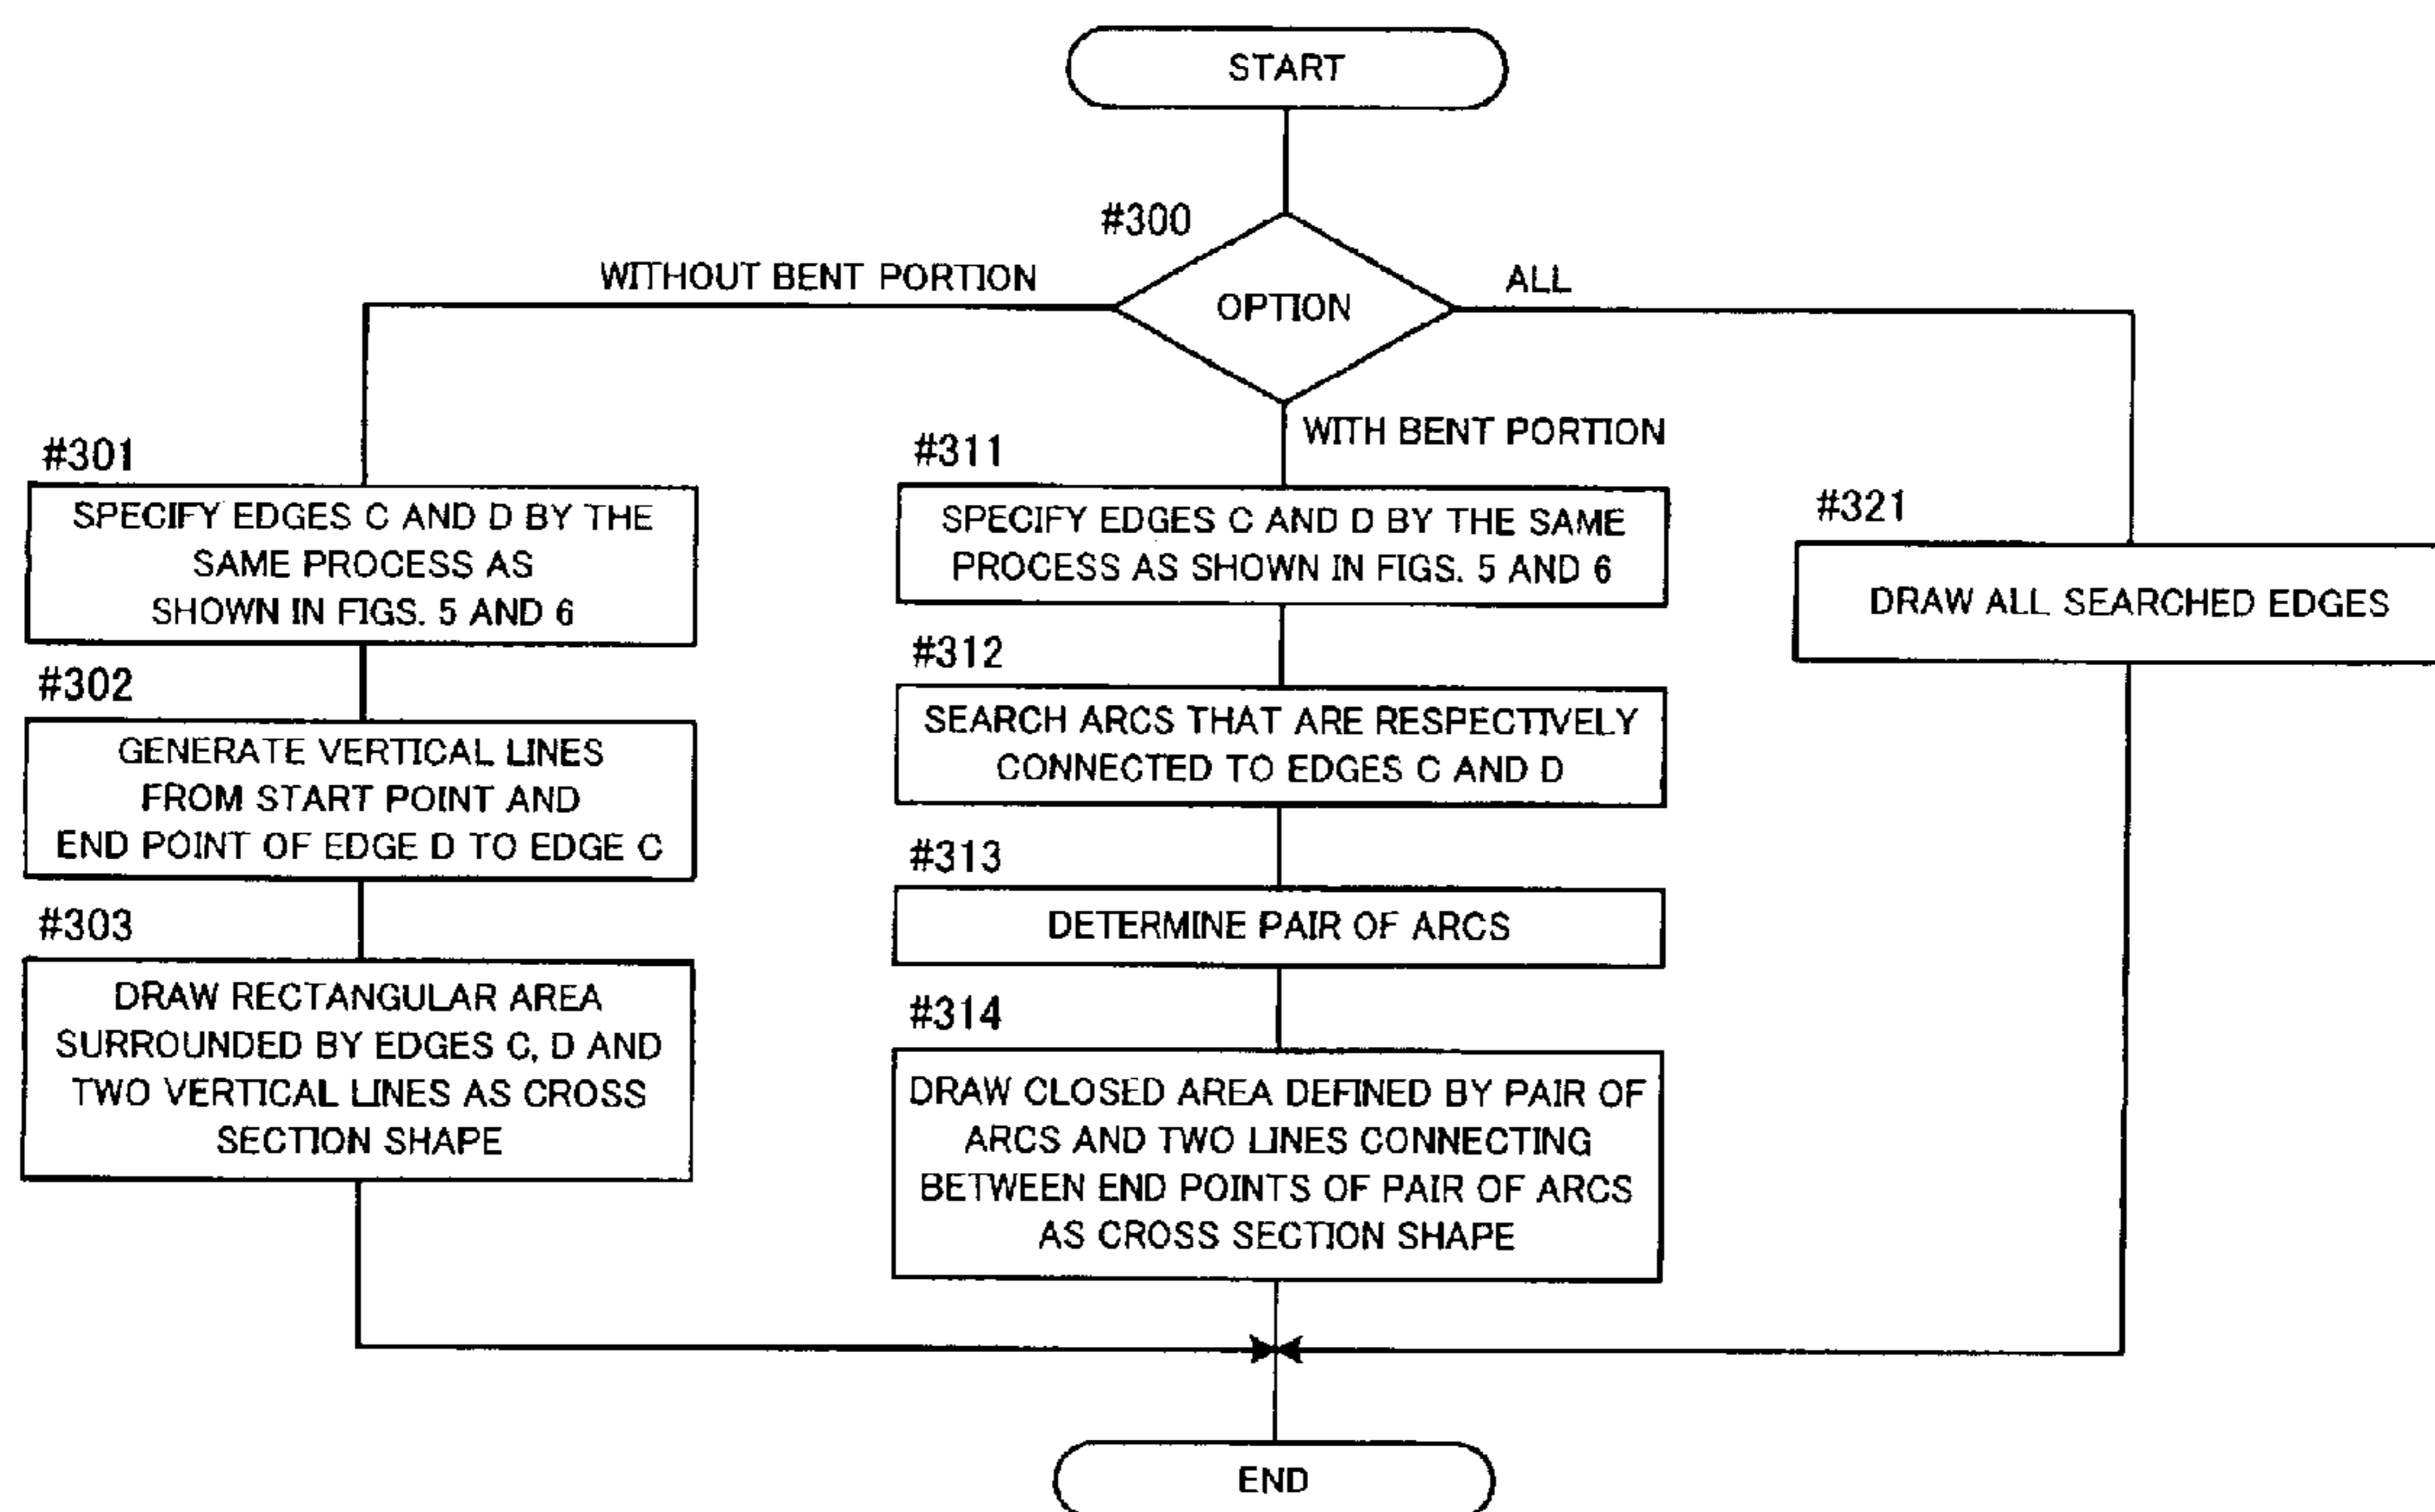 START
#300
WITHOUT BENT PORTION
OPTION
ALL
WITH BENT PORTION
#301
SPECIFY EDGES C AND D BY THE
SAME PROCESS AS
SHOWN IN FIGS. 5 AND 6
#302
GENERATE VERTICAL LINES
FROM START POINT AND
END POINT OF EDGE D TO EDGE C
#303
DRAW RECTANGULAR AREA
SURROUNDED BY EDGES C, D AND
TWO VERTICAL LINES AS CROSS
SECTION SHAPE
#311
SPECIFY EDGES C AND D BY THE SAME
PROCESS AS SHOWN IN FIGS. 5 AND 6
#312
SEARCH ARCS THAT ARE RESPECTIVELY
CONNECTED TO EDGES C AND D
#313
DETERMINE PAIR OF ARCS
#314
DRAW CLOSED AREA DEFINED BY PAIR OF
ARCS AND TWO LINES CONNECTING
BETWEEN END POINTS OF PAIR OF ARCS
AS CROSS SECTION SHAPE
#321
DRAW ALL SEARCHED EDGES
END